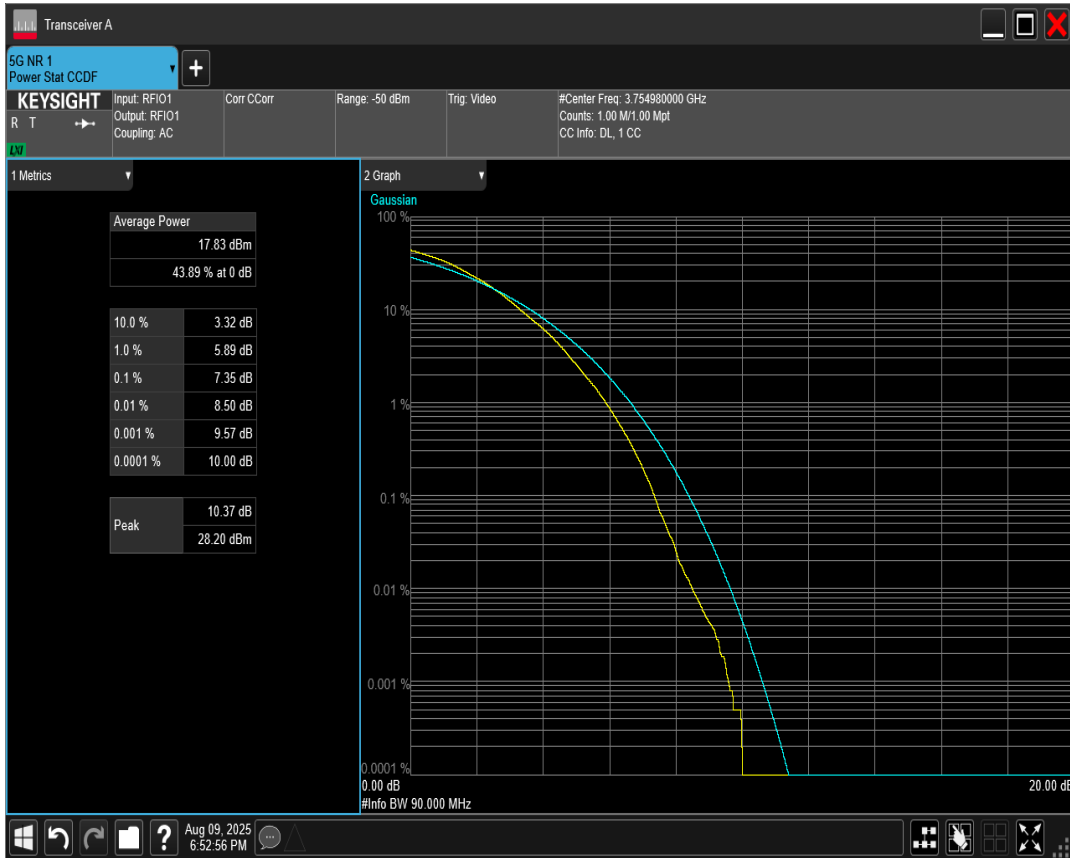 Transceiver A
5G NR 1
Power Stat CCDF
+
KEYSIGHT
R T
LXI
Input: RFIO1
Output: RFIO1
Coupling: AC
Corr CCorr
Range: -50 dBm
Trig: Video
#Center Freq: 3.754980000 GHz
Counts: 1.00 M/1.00 Mpt
CC Info: DL, 1 CC
1 Metrics
Average Power
17.83 dBm
43.89 % at 0 dB
10.0 % 3.32 dB
1.0 % 5.89 dB
0.1 % 7.35 dB
0.01 % 8.50 dB
0.001 % 9.57 dB
0.0001 % 10.00 dB
Peak
10.37 dB
28.20 dBm
2 Graph
Gaussian
100 %
10 %
1 %
0.1 %
0.01 %
0.001 %
0.0001 %
0.00 dB 20.00 dB
#Info BW 90.000 MHz
?
Aug 09, 2025
6:52:56 PM